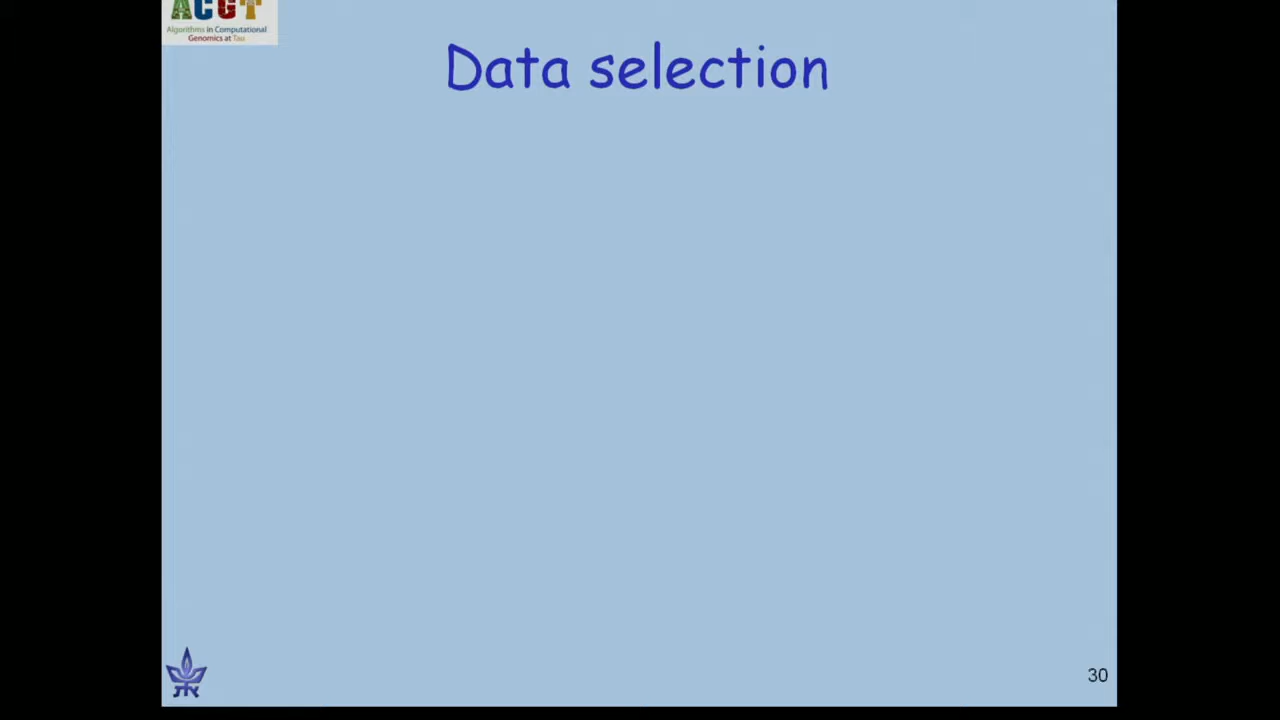 ACGT
Algorithms in Computational
Genomics at Tau
Data selection
30